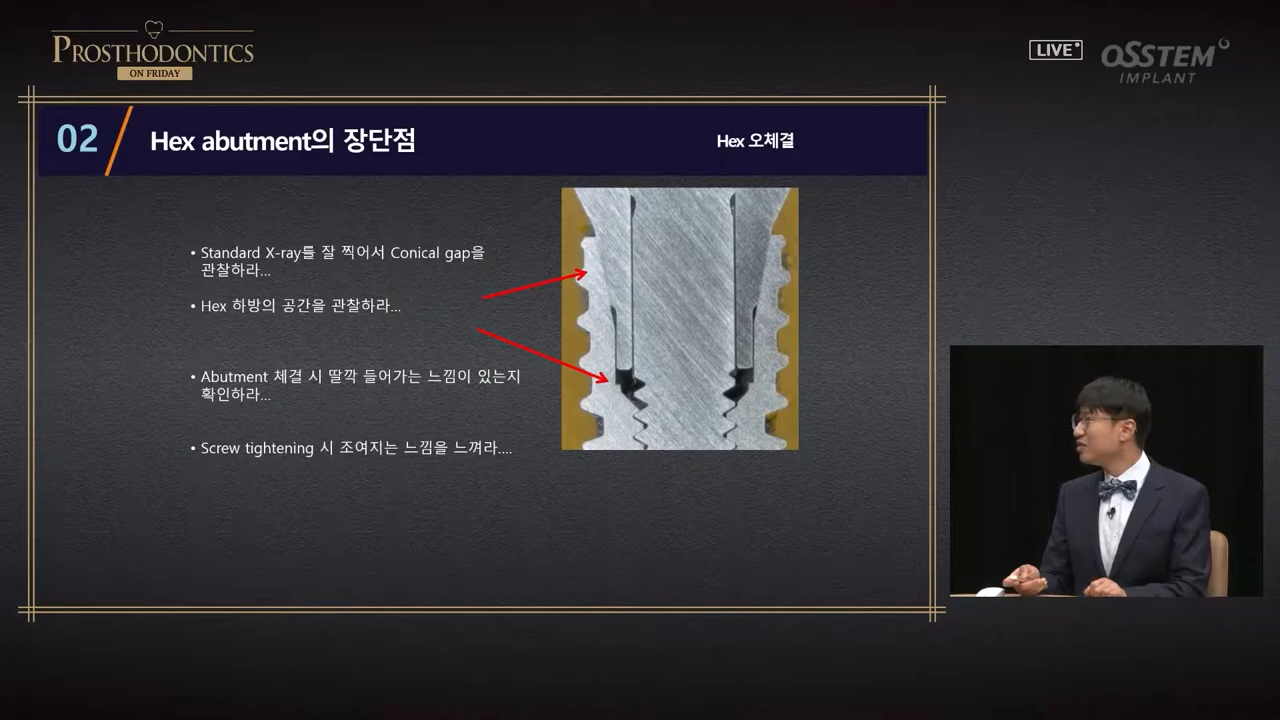 PROSTHODONTICS
ON FRIDAY
LIVE
OSSTEM
IMPLANT
02
Hex abutment의 장단점
Hex 오체결
• Standard X-ray를 잘 찍어서 Conical gap을
관찰하라...
• Hex 하방의 공간을 관찰하라...
• Abutment 체결 시 딸깍 들어가는 느낌이 있는지
확인하라...
• Screw tightening 시 조여지는 느낌을 느껴라....